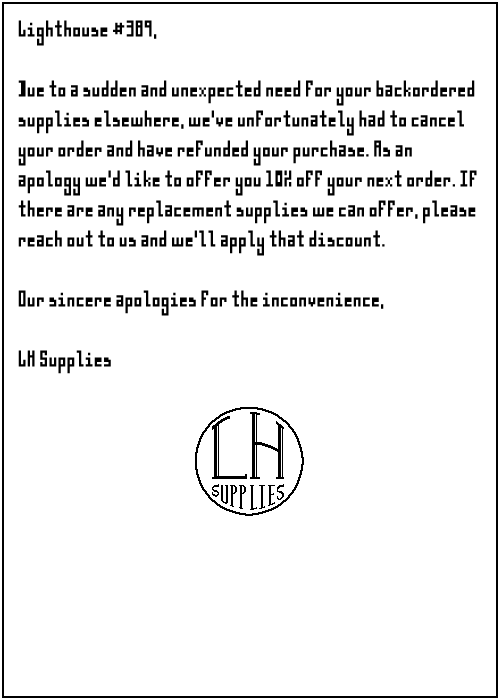 Lighthouse #389,
Due to a sudden and unexpected need for your backordered
supplies elsewhere, we've unfortunately had to cancel
your order and have refunded your purchase. As an
apology we'd like to offer you 10% off your next order. If
there are any replacement supplies we can offer, please
reach out to us and we'll apply that discount.
Our sincere apologies for the inconvenience,
LH Supplies
LH
SUPPLIES